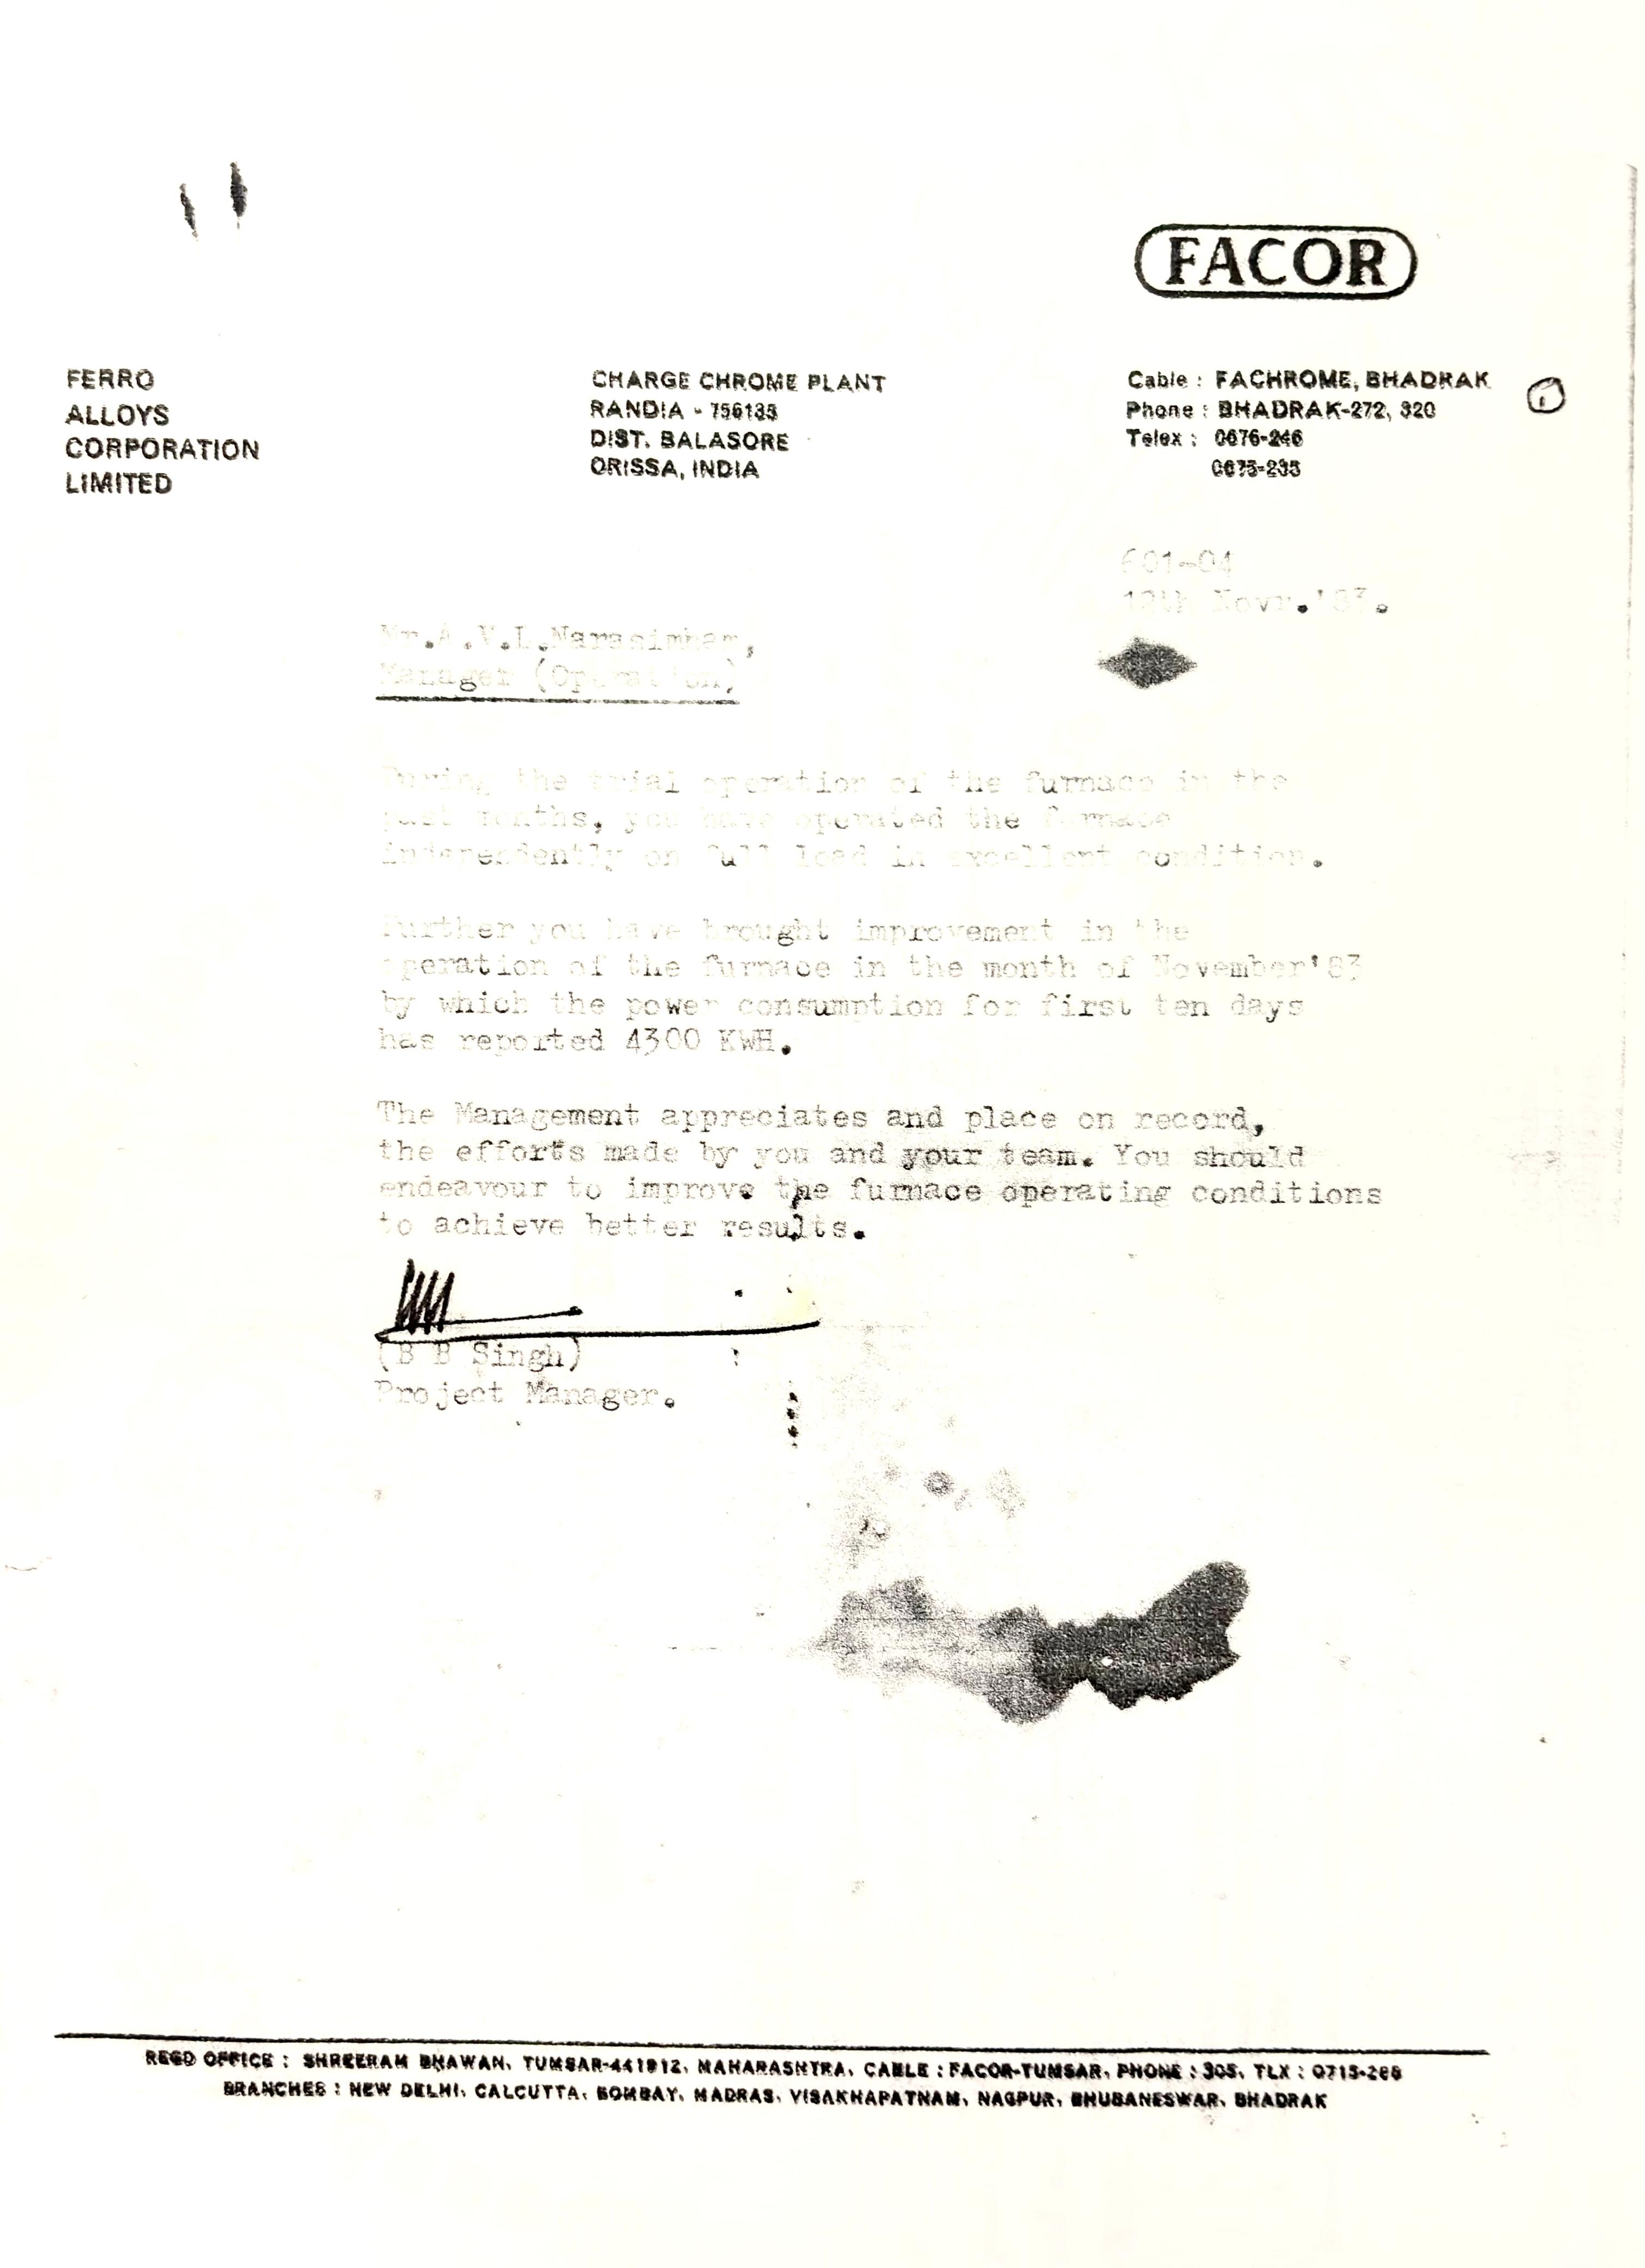 FACOR
FERRO
ALLOYS
CORPORATION
LIMITED
CHARGE CHROME PLANT
RANDIA - 756135
DIST. BALASORE
ORISSA, INDIA
Cable : FACHROME, BHADRAK
Phone : BHADRAK-272, 320
Telex : 0676-246
0675-235
1
601-04
12th Novr.'83.
Mr.A.V.L.Narasimham,
Manager (Operation)
During the trial operation of the furnace in the
past months, you have operated the furnace
independently on full load in excellent condition.
Further you have brought improvement in the
operation of the furnace in the month of November'83
by which the power consumption for first ten days
has reported 4300 KWH.
The Management appreciates and place on record,
the efforts made by you and your team. You should
endeavour to improve the furnace operating conditions
to achieve better results.
(B B Singh)
Project Manager.
REGD OFFICE : SHREERAM BHAWAN, TUMSAR-441912, MAHARASHTRA, CABLE : FACOR-TUMSAR, PHONE : 305, TLX : 0715-288
BRANCHES : NEW DELHI, CALCUTTA, BOMBAY, MADRAS, VISAKHAPATNAM, NAGPUR, BHUBANESWAR, BHADRAK